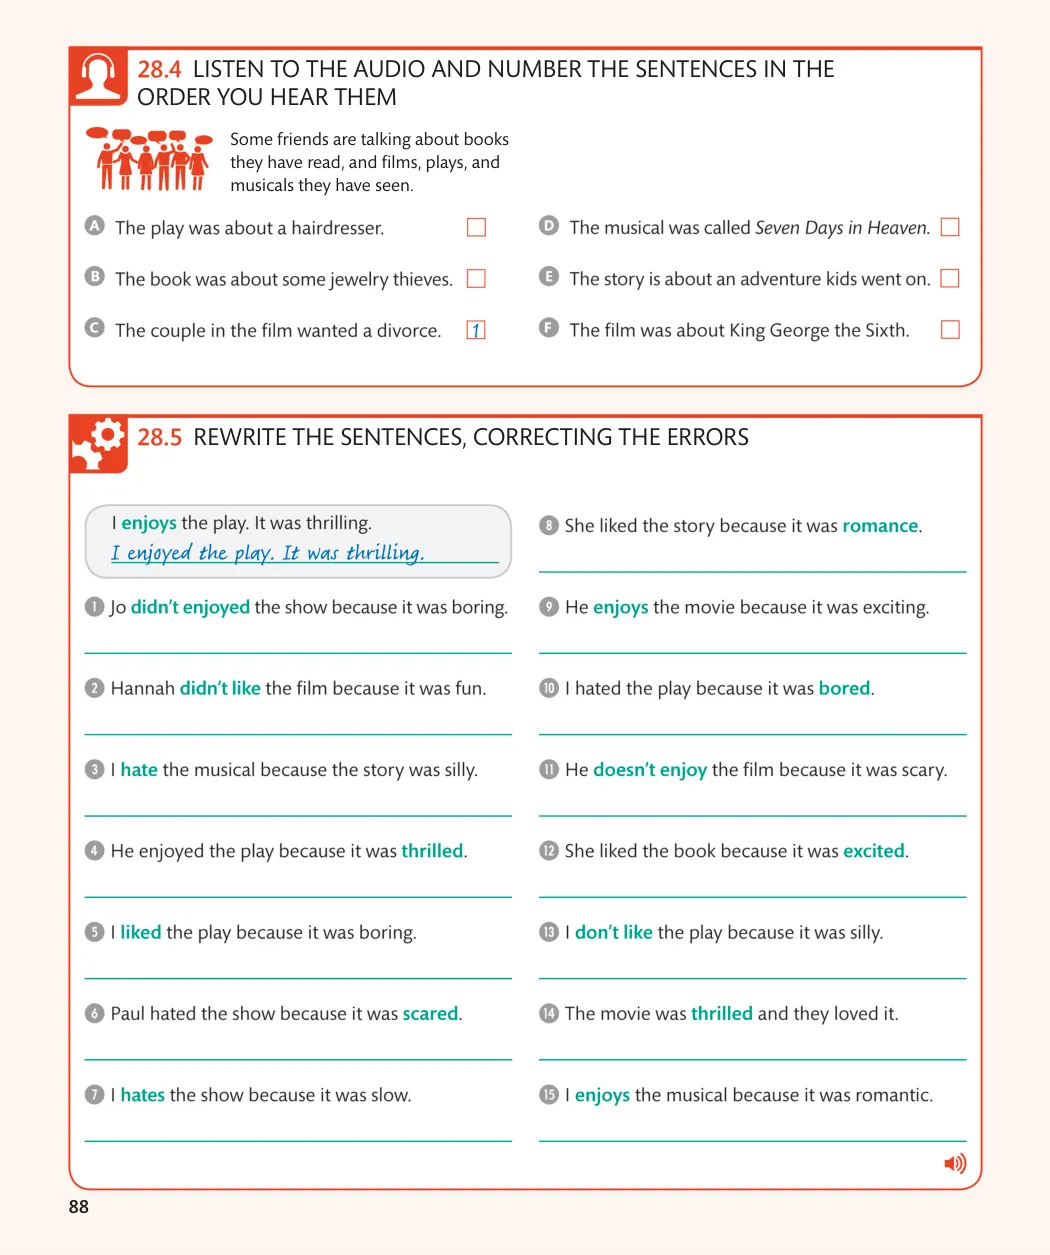 28.4 LISTEN TO THE AUDIO AND NUMBER THE SENTENCES IN THE
ORDER YOU HEAR THEM
Some friends are talking about books
they have read, and films, plays, and
musicals they have seen.
A The play was about a hairdresser.
B The book was about some jewelry thieves.
C The couple in the film wanted a divorce. 1
D The musical was called Seven Days in Heaven.
E The story is about an adventure kids went on.
F The film was about King George the Sixth.
28.5 REWRITE THE SENTENCES, CORRECTING THE ERRORS
I enjoys the play. It was thrilling.
I enjoyed the play. It was thrilling.
1 Jo didn't enjoyed the show because it was boring.
2 Hannah didn't like the film because it was fun.
3 I hate the musical because the story was silly.
4 He enjoyed the play because it was thrilled.
5 I liked the play because it was boring.
6 Paul hated the show because it was scared.
7 I hates the show because it was slow.
8 She liked the story because it was romance.
9 He enjoys the movie because it was exciting.
10 I hated the play because it was bored.
11 He doesn't enjoy the film because it was scary.
12 She liked the book because it was excited.
13 I don't like the play because it was silly.
14 The movie was thrilled and they loved it.
15 I enjoys the musical because it was romantic.
88